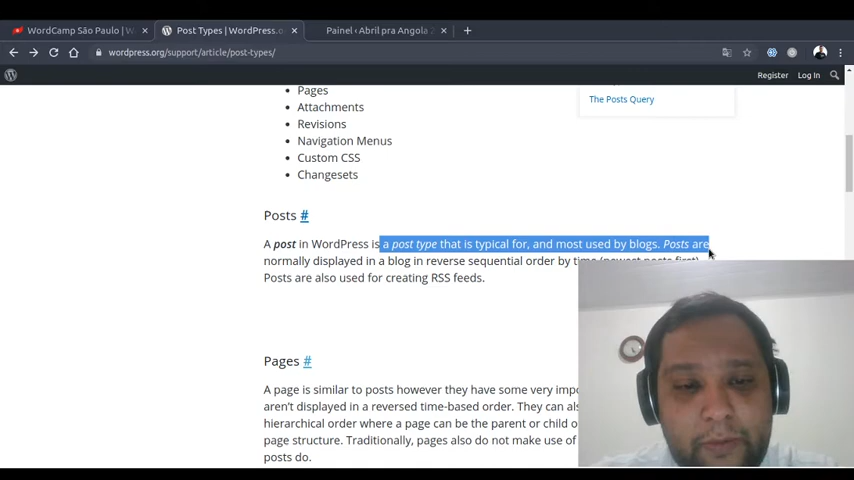 WordCamp São Paulo | W
Post Types | WordPress.o
Painel ‹ Abril pra Angola 2
wordpress.org/support/article/post-types/
Register
Log In
Pages
Attachments
Revisions
Navigation Menus
Custom CSS
Changesets
The Posts Query
Posts #
A post in WordPress is a post type that is typical for, and most used by blogs. Posts are
normally displayed in a blog in reverse sequential order by time (newest posts first).
Posts are also used for creating RSS feeds.
Pages #
A page is similar to posts however they have some very
aren't displayed in a reversed time-based order. They can
hierarchical order where a page can be the parent or child
page structure. Traditionally, pages also do not make use of
posts do.